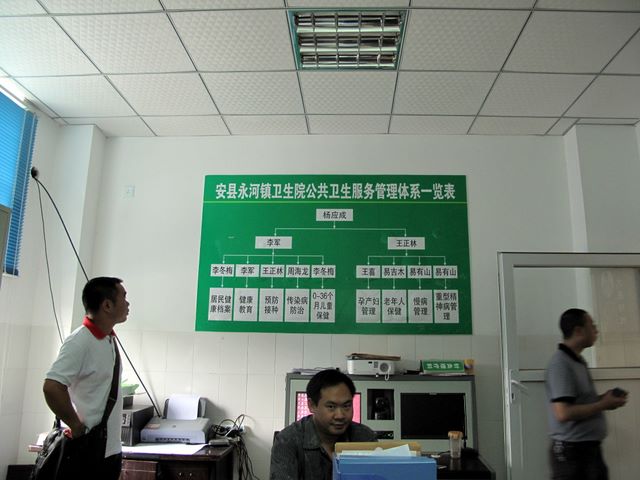 安县永河镇卫生院公共卫生服务管理体系一览表
杨应成
李军 王正林
李冬梅 李军 王正林 周海龙 李冬梅 王喜 易吉木 易有山 易有山
居民健 健康 预防 传染病 0-36个 孕产妇 老年人 慢病 重型精
康档案 教育 接种 防治 月儿童 管理 保健 管理 神病管
保健 理